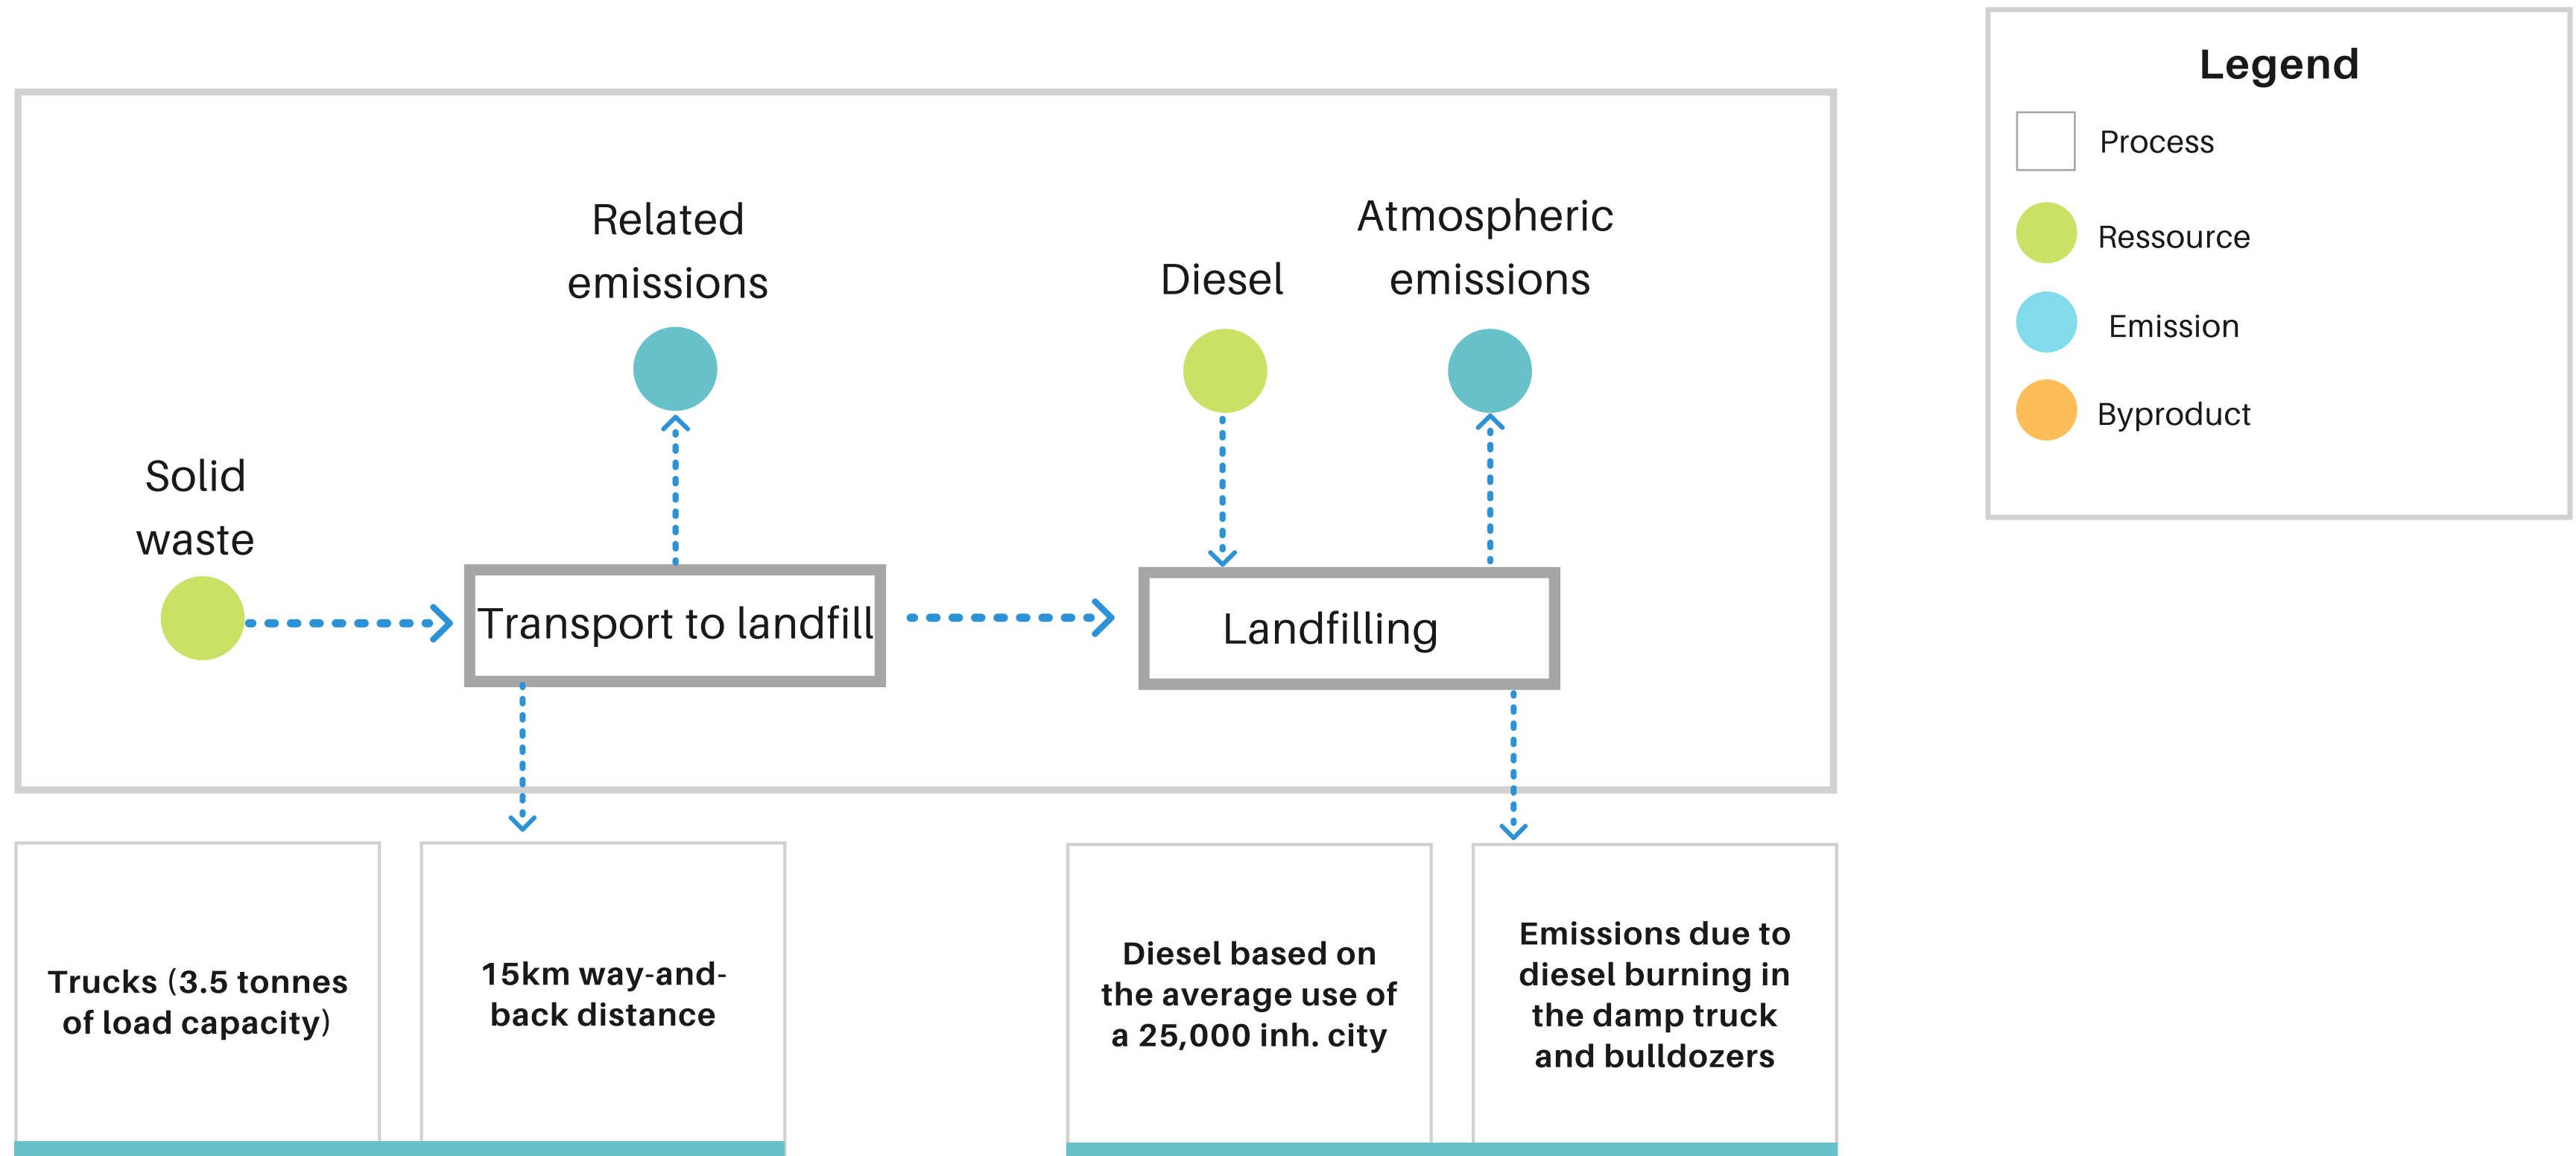 Legend
Process
Ressource
Emission
Byproduct
Related
emissions
Atmospheric
emissions
Diesel
Solid
waste
Transport to landfill
Landfilling
Trucks (3.5 tonnes
of load capacity)
15km way-and-
back distance
Diesel based on
the average use of
a 25,000 inh. city
Emissions due to
diesel burning in
the damp truck
and bulldozers